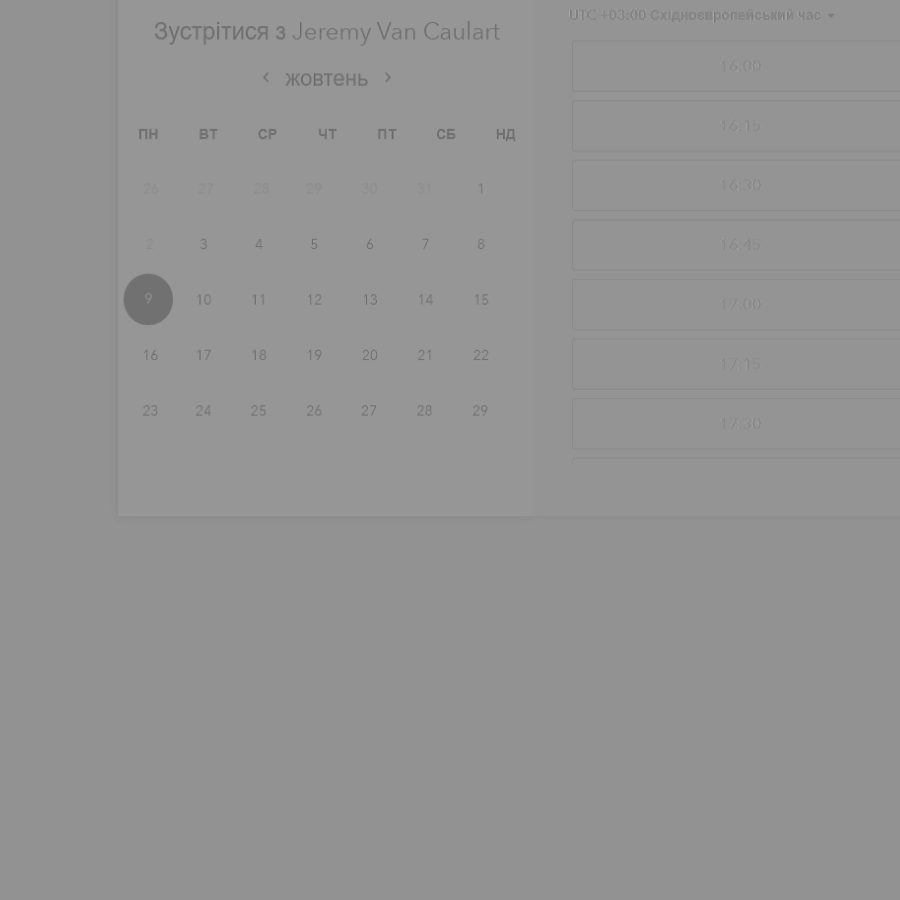 Зустрітися з Jeremy Van Caulart
‹ жовтень ›
ПН ВТ СР ЧТ ПТ СБ НД
26 27 28 29 30 31 1
2 3 4 5 6 7 8
9 10 11 12 13 14 15
16 17 18 19 20 21 22
23 24 25 26 27 28 29
UTC +03:00 Східноєвропейський час
16:00
16:15
16:30
16:45
17:00
17:15
17:30